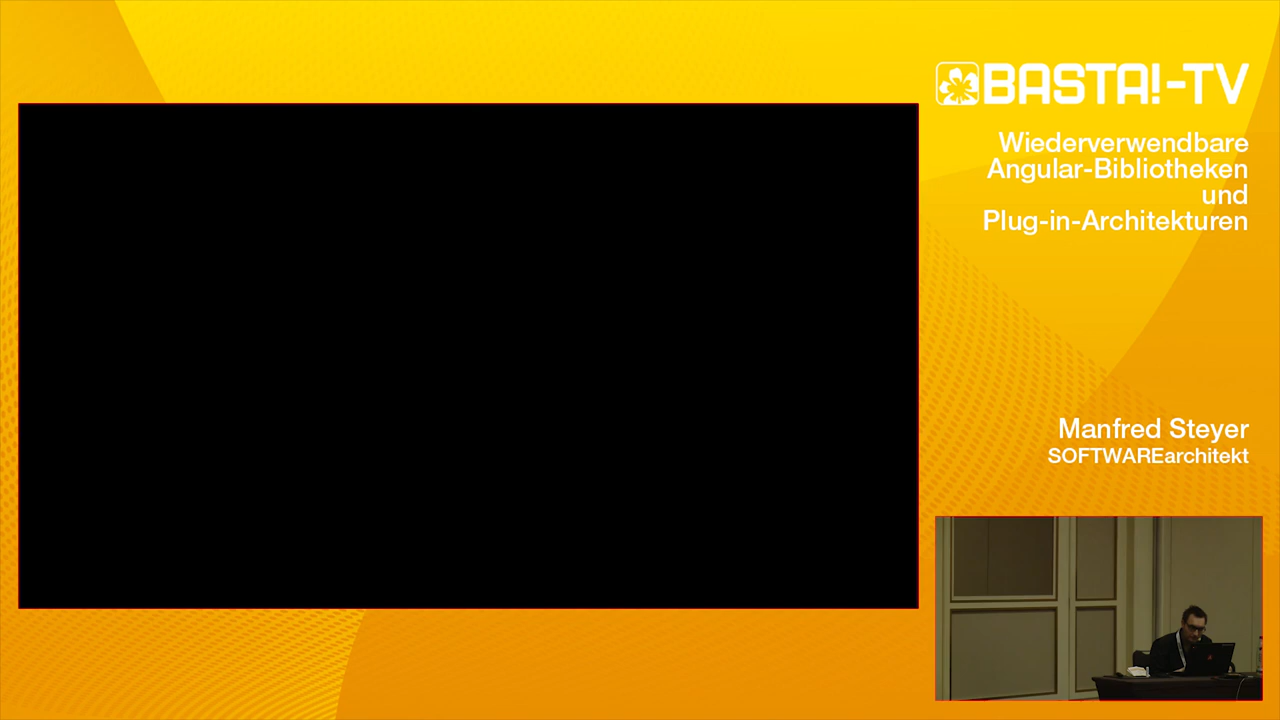 BASTA!-TV
Wiederverwendbare
Angular-Bibliotheken
und
Plug-in-Architekturen
Manfred Steyer
SOFTWAREarchitekt